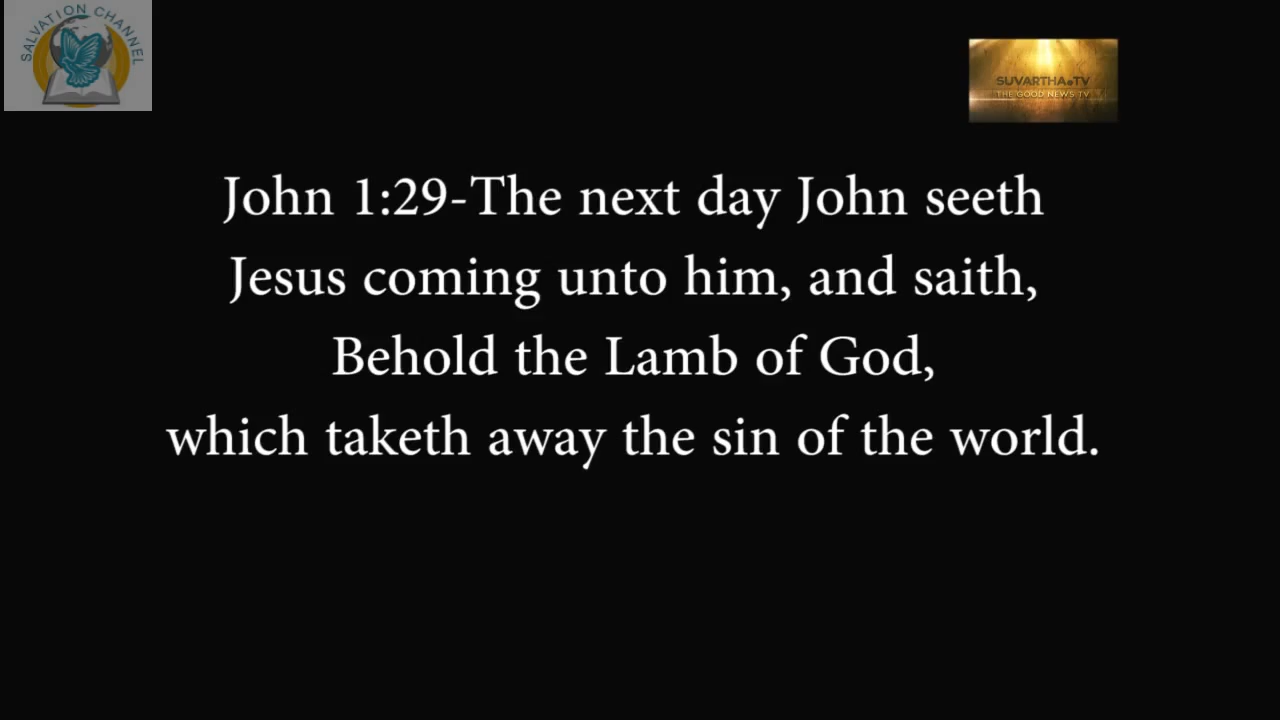 SALVATION CHANNEL
SUVARTHA.TV
THE GOOD NEWS TV
John 1:29-The next day John seeth
Jesus coming unto him, and saith,
Behold the Lamb of God,
which taketh away the sin of the world.